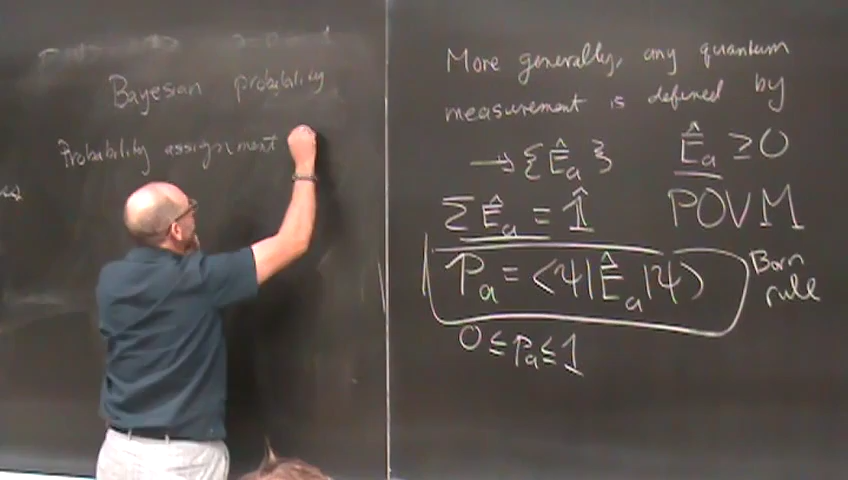 Bayesian probability
Probability assignment
More generally, any quantum
measurement is defined by
→ {Êₐ} Êₐ ≥ 0
Σ Êₐ = 1̂ POVM
pₐ = ⟨ψ|Êₐ|ψ⟩ Born rule
0 ≤ pₐ ≤ 1